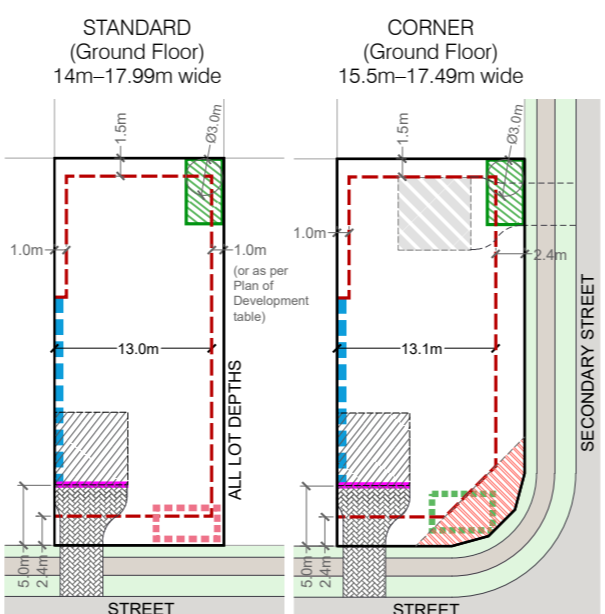 STANDARD
(Ground Floor)
14m–17.99m wide
1.5m
Ø3.0m
1.0m
1.0m
(or as per
Plan of
Development
table)
13.0m
ALL LOT DEPTHS
5.0m
2.4m
STREET
CORNER
(Ground Floor)
15.5m–17.49m wide
1.5m
Ø3.0m
1.0m
2.4m
13.1m
SECONDARY STREET
5.0m
2.4m
STREET